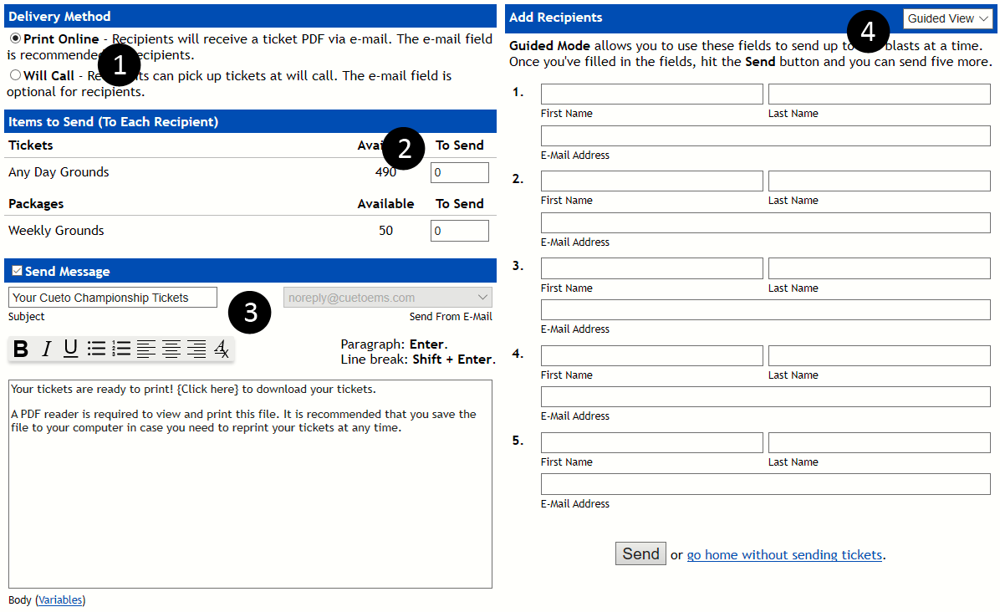 Delivery Method
Print Online - Recipients will receive a ticket PDF via e-mail. The e-mail field
is recommended 1 recipients.
Will Call - Recipients can pick up tickets at will call. The e-mail field is
optional for recipients.
Items to Send (To Each Recipient)
Tickets Available 2 To Send
Any Day Grounds 490 0
Packages Available To Send
Weekly Grounds 50 0
Send Message
Your Cueto Championship Tickets noreply@cuetoems.com
Subject 3 Send From E-Mail
B I U
Paragraph: Enter.
Line break: Shift + Enter.
Your tickets are ready to print! {Click here} to download your tickets.
A PDF reader is required to view and print this file. It is recommended that you save the
file to your computer in case you need to reprint your tickets at any time.
Body (Variables)
Add Recipients 4 Guided View
Guided Mode allows you to use these fields to send up to blasts at a time.
Once you've filled in the fields, hit the Send button and you can send five more.
1.
First Name Last Name
E-Mail Address
2.
First Name Last Name
E-Mail Address
3.
First Name Last Name
E-Mail Address
4.
First Name Last Name
E-Mail Address
5.
First Name Last Name
E-Mail Address
Send or go home without sending tickets.